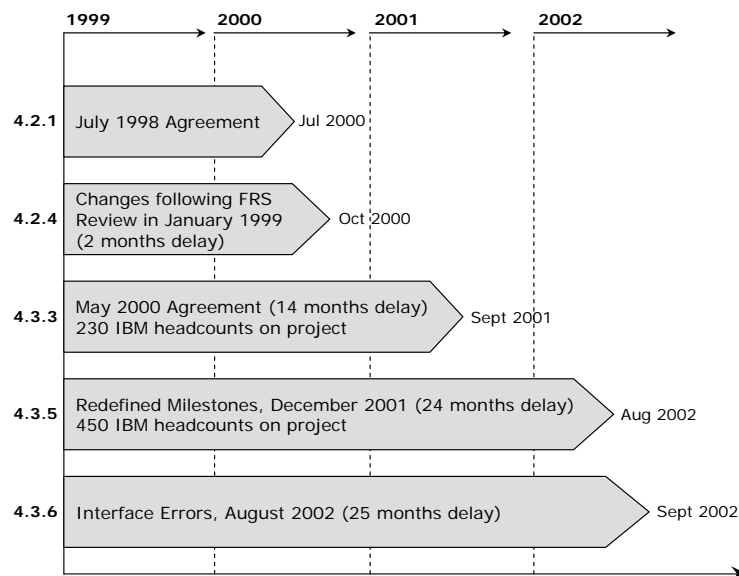 1999 2000 2001 2002
4.2.1 July 1998 Agreement Jul 2000
Changes following FRS
4.2.4 Review in January 1999 Oct 2000
(2 months delay)
May 2000 Agreement (14 months delay)
4.3.3 230 IBM headcounts on project Sept 2001
Redefined Milestones, December 2001 (24 months delay)
4.3.5 450 IBM headcounts on project Aug 2002
4.3.6 Interface Errors, August 2002 (25 months delay) Sept 2002